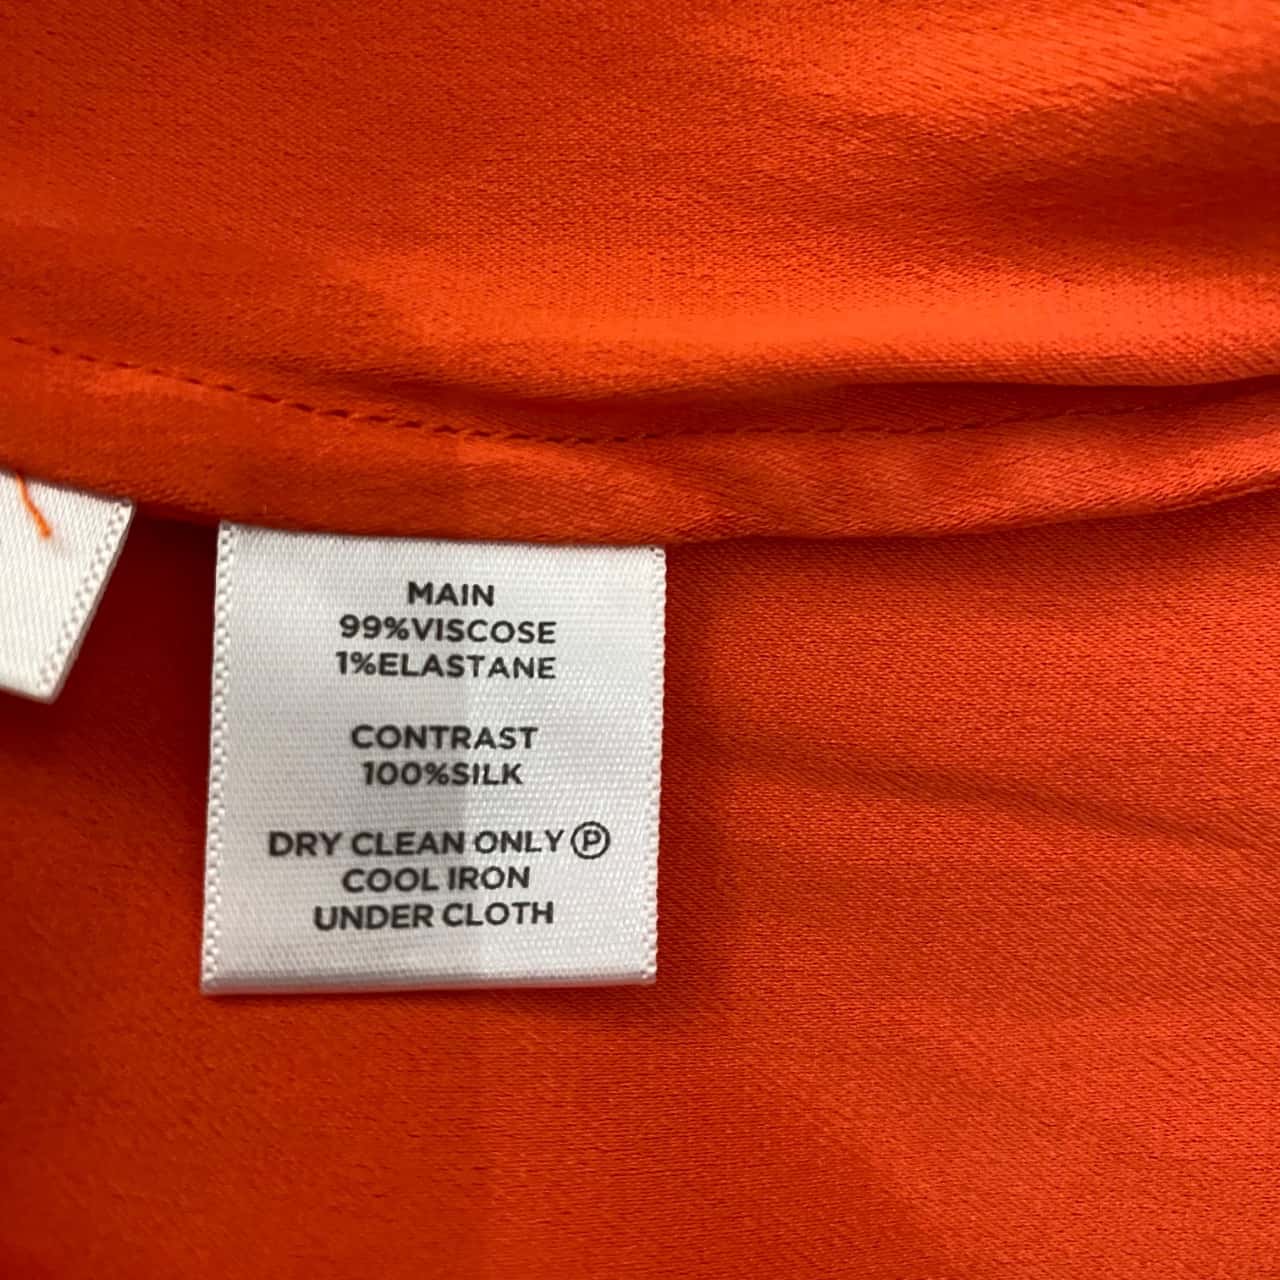 MAIN
99%VISCOSE
1%ELASTANE
CONTRAST
100%SILK
DRY CLEAN ONLY Ⓟ
COOL IRON
UNDER CLOTH